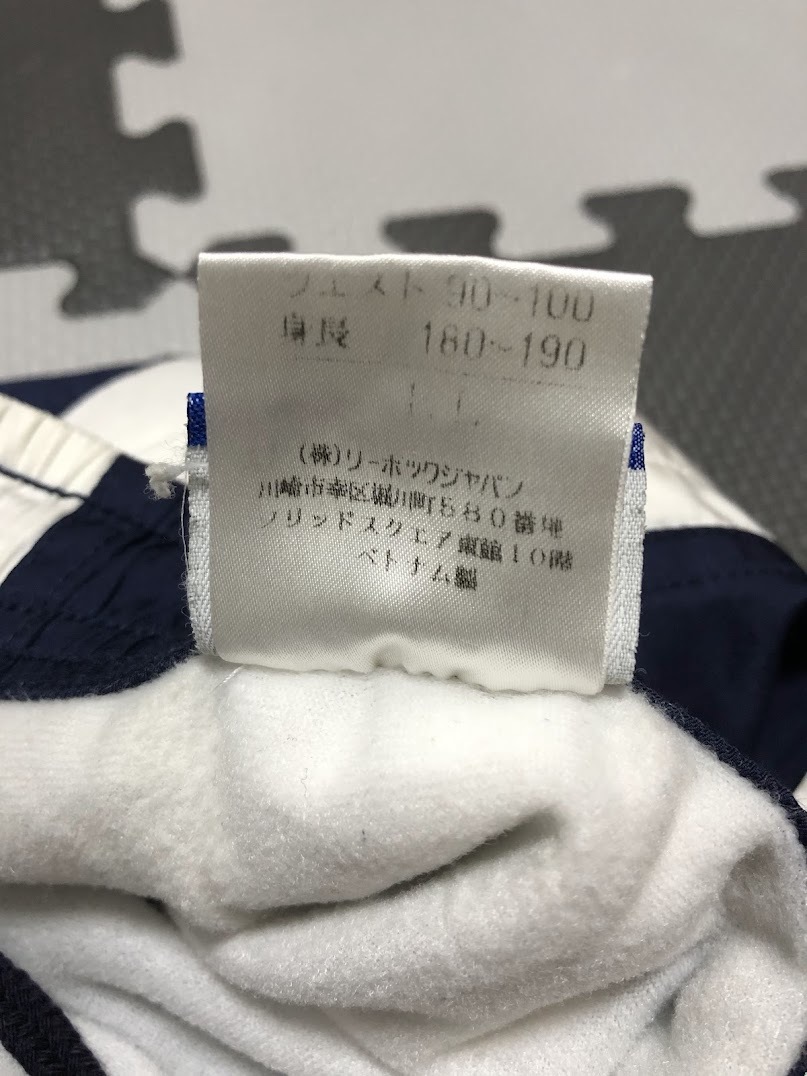 ウエスト 90~100
身長 180~190
LL
(株)リーボックジャパン
川崎市幸区堀川町580番地
ソリッドスクエア東館10階
ベトナム製